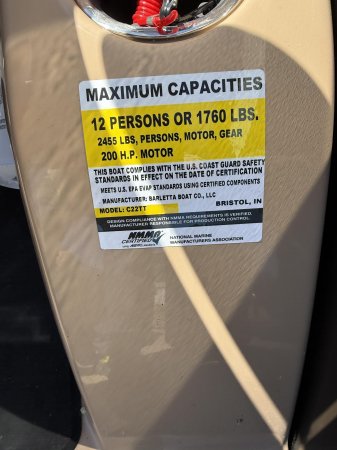 MAXIMUM CAPACITIES
12 PERSONS OR 1760 LBS.
2455 LBS, PERSONS, MOTOR, GEAR
200 H.P. MOTOR
THIS BOAT COMPLIES WITH THE U.S. COAST GUARD SAFETY
STANDARDS IN EFFECT ON THE DATE OF CERTIFICATION
MEETS U.S. EPA EVAP STANDARDS USING CERTIFIED COMPONENTS
MANUFACTURER: BARLETTA BOAT CO., LLC
MODEL: C22TT BRISTOL, IN
DESIGN COMPLIANCE WITH NMMA REQUIREMENTS IS VERIFIED.
MANUFACTURER RESPONSIBLE FOR PRODUCTION CONTROL.
NMMA
CERTIFIED
NATIONAL MARINE
MANUFACTURERS ASSOCIATION